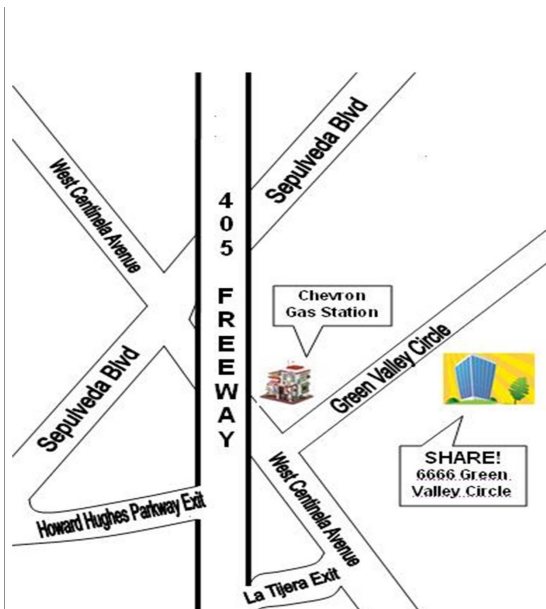 Sepulveda Blvd
West Centinela Avenue
405 FREEWAY
Chevron
Gas Station
Green Valley Circle
Sepulveda Blvd
SHARE!
6666 Green
Valley Circle
West Centinela Avenue
Howard Hughes Parkway Exit
La Tijera Exit